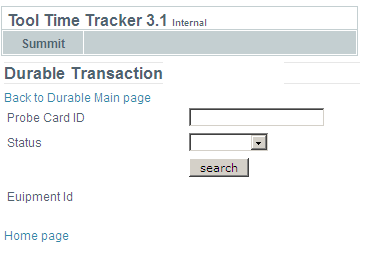 Tool Time Tracker 3.1 Internal
Summit
Durable Transaction
Back to Durable Main page
Probe Card ID
Status
search
Euipment Id
Home page